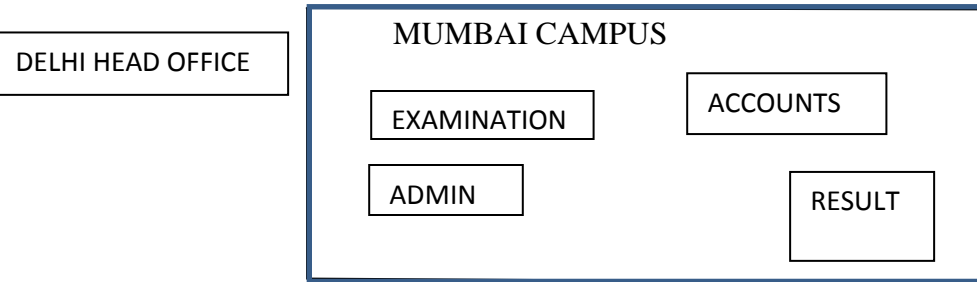 MUMBAI CAMPUS
DELHI HEAD OFFICE
ACCOUNTS
EXAMINATION
ADMIN
RESULT